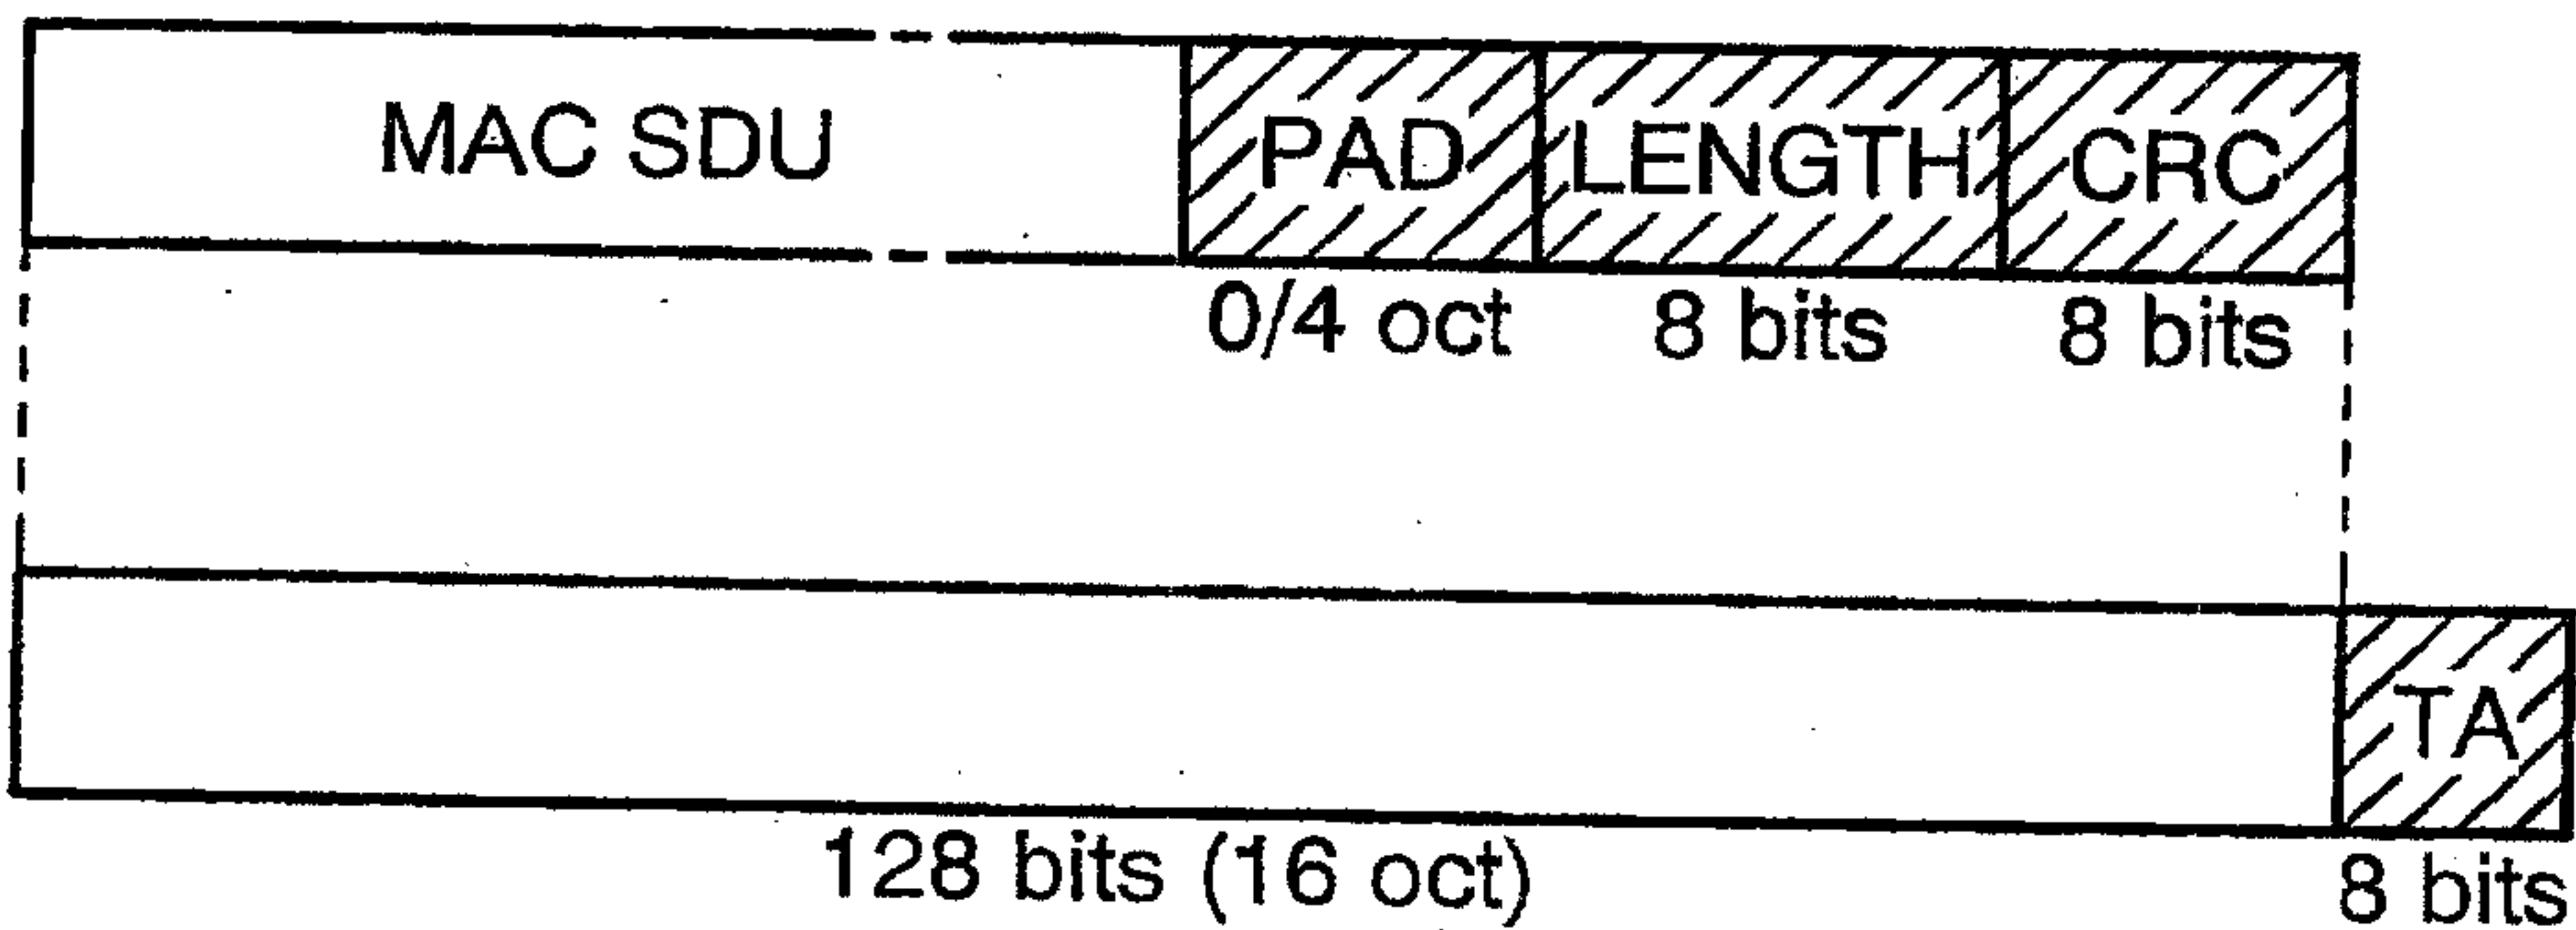 MAC SDU PAD LENGTH CRC
0/4 oct 8 bits 8 bits
TA
128 bits (16 oct) 8 bits